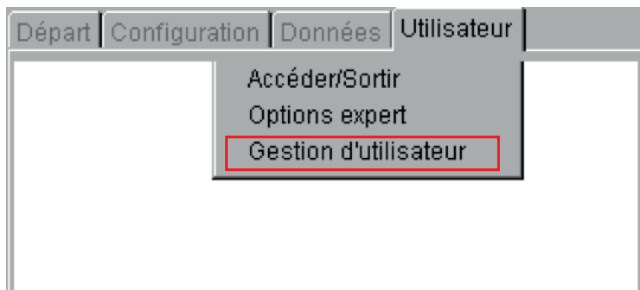 Départ Configuration Données Utilisateur
Accéder/Sortir
Options expert
Gestion d'utilisateur